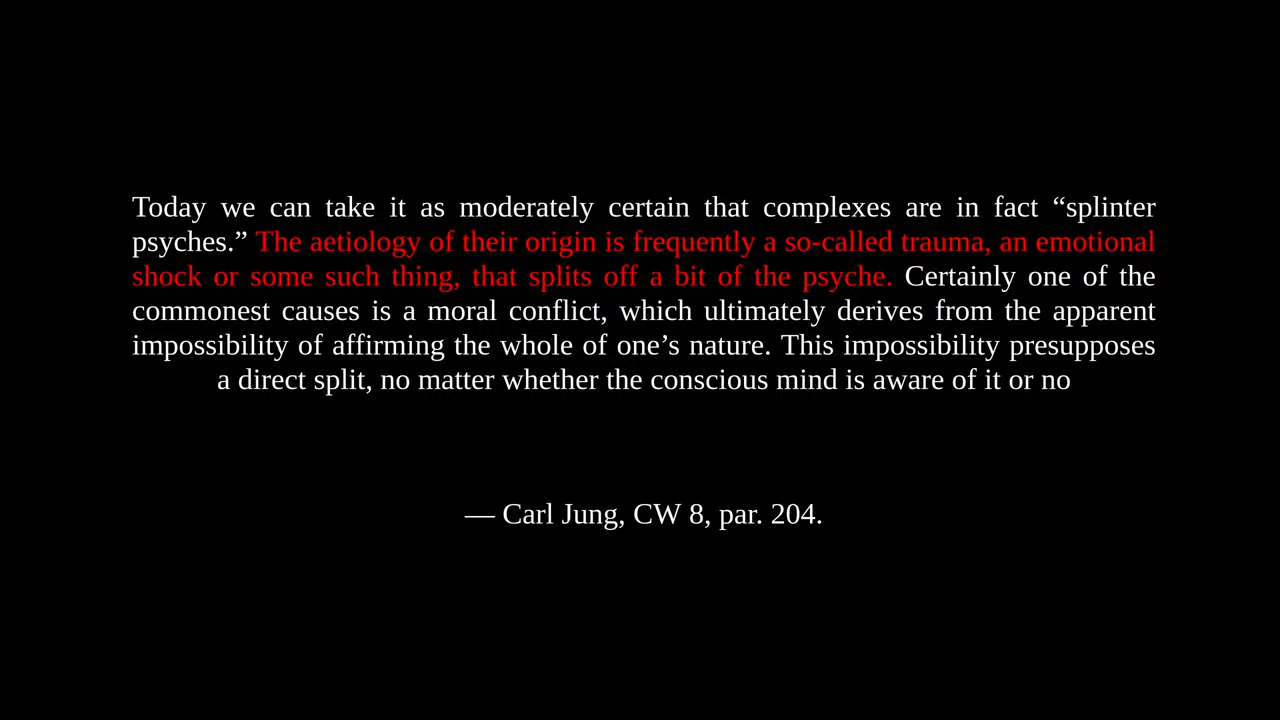 Today we can take it as moderately certain that complexes are in fact “splinter
psyches.” The aetiology of their origin is frequently a so-called trauma, an emotional
shock or some such thing, that splits off a bit of the psyche. Certainly one of the
commonest causes is a moral conflict, which ultimately derives from the apparent
impossibility of affirming the whole of one’s nature. This impossibility presupposes
a direct split, no matter whether the conscious mind is aware of it or no
— Carl Jung, CW 8, par. 204.